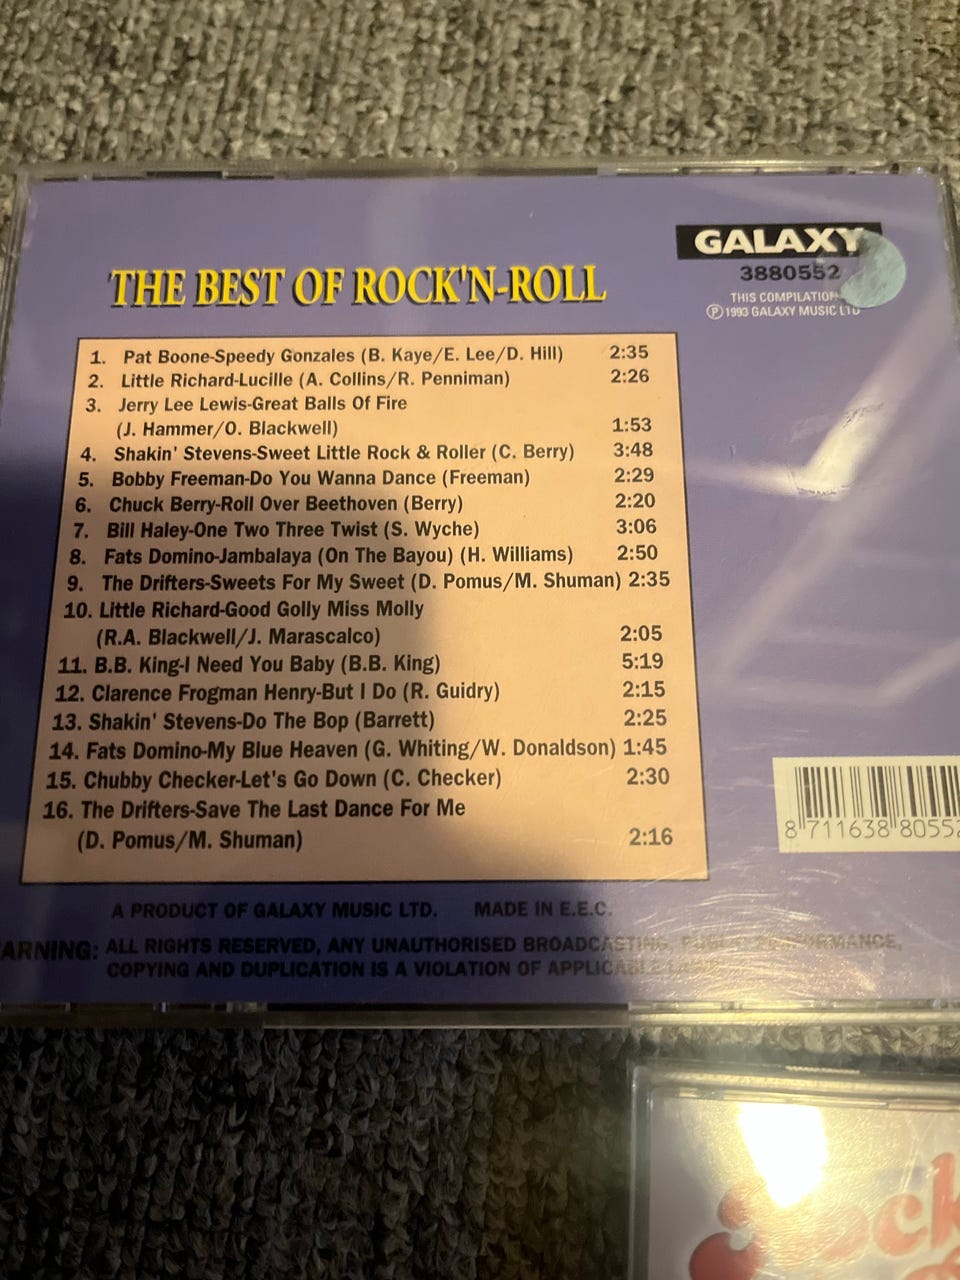 GALAXY
3880552
THIS COMPILATION
Ⓟ 1993 GALAXY MUSIC LTD
THE BEST OF ROCK'N-ROLL
1. Pat Boone-Speedy Gonzales (B. Kaye/E. Lee/D. Hill) 2:35
2. Little Richard-Lucille (A. Collins/R. Penniman) 2:26
3. Jerry Lee Lewis-Great Balls Of Fire
(J. Hammer/O. Blackwell) 1:53
4. Shakin' Stevens-Sweet Little Rock & Roller (C. Berry) 3:48
5. Bobby Freeman-Do You Wanna Dance (Freeman) 2:29
6. Chuck Berry-Roll Over Beethoven (Berry) 2:20
7. Bill Haley-One Two Three Twist (S. Wyche) 3:06
8. Fats Domino-Jambalaya (On The Bayou) (H. Williams) 2:50
9. The Drifters-Sweets For My Sweet (D. Pomus/M. Shuman) 2:35
10. Little Richard-Good Golly Miss Molly
(R.A. Blackwell/J. Marascalco) 2:05
11. B.B. King-I Need You Baby (B.B. King) 5:19
12. Clarence Frogman Henry-But I Do (R. Guidry) 2:15
13. Shakin' Stevens-Do The Bop (Barrett) 2:25
14. Fats Domino-My Blue Heaven (G. Whiting/W. Donaldson) 1:45
15. Chubby Checker-Let's Go Down (C. Checker) 2:30
16. The Drifters-Save The Last Dance For Me
(D. Pomus/M. Shuman) 2:16
8 711638 80552
A PRODUCT OF GALAXY MUSIC LTD. MADE IN E.E.C.
ARNING: ALL RIGHTS RESERVED, ANY UNAUTHORISED BROADCASTING, PUBLIC PERFORMANCE,
COPYING AND DUPLICATION IS A VIOLATION OF APPLICABLE LAWS